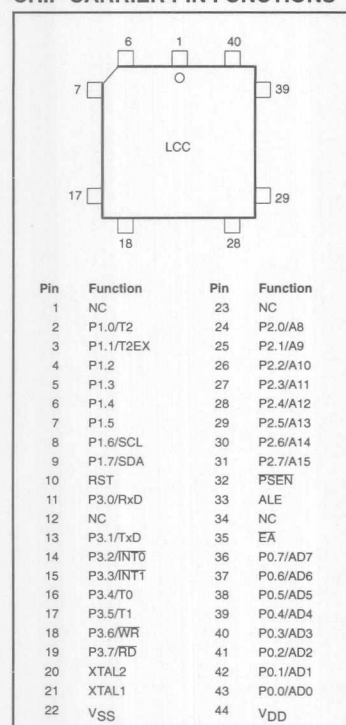 CHIP CARRIER PIN FUNCTIONS
6 1 40
7 39
LCC
17 29
18 28
Pin Function Pin Function
1 NC 23 NC
2 P1.0/T2 24 P2.0/A8
3 P1.1/T2EX 25 P2.1/A9
4 P1.2 26 P2.2/A10
5 P1.3 27 P2.3/A11
6 P1.4 28 P2.4/A12
7 P1.5 29 P2.5/A13
8 P1.6/SCL 30 P2.6/A14
9 P1.7/SDA 31 P2.7/A15
10 RST 32 PSEN
11 P3.0/RxD 33 ALE
12 NC 34 NC
13 P3.1/TxD 35 EA
14 P3.2/INT0 36 P0.7/AD7
15 P3.3/INT1 37 P0.6/AD6
16 P3.4/T0 38 P0.5/AD5
17 P3.5/T1 39 P0.4/AD4
18 P3.6/WR 40 P0.3/AD3
19 P3.7/RD 41 P0.2/AD2
20 XTAL2 42 P0.1/AD1
21 XTAL1 43 P0.0/AD0
22 VSS 44 VDD